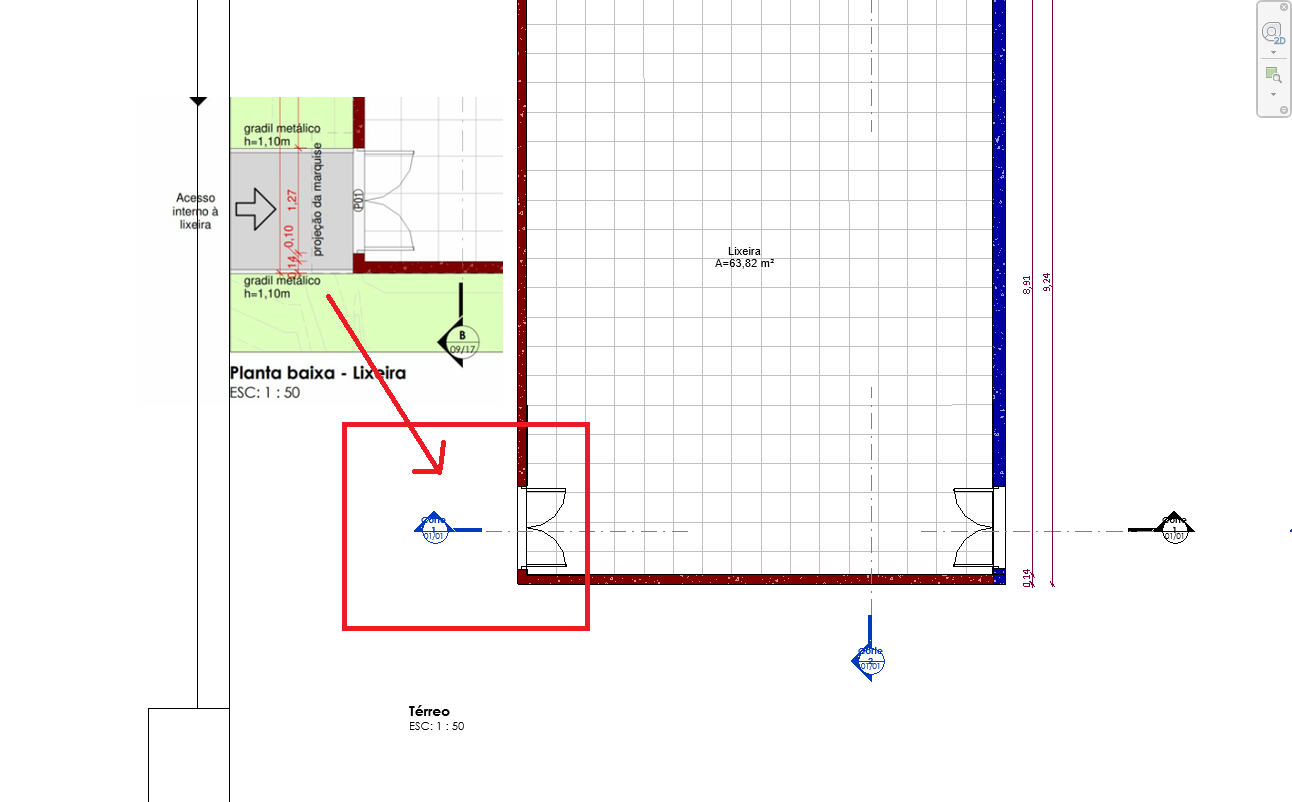 2D
gradil metálico
h=1,10m
projeção da marquise
1,27
0,10
0,14
P01
Acesso
interno à
lixeira
gradil metálico
h=1,10m
B
09/17
Planta baixa - Lixeira
ESC: 1 : 50
Lixeira
A=63,82 m²
8,91
9,24
0,14
Corte
1
01/01
Corte
1
01/01
Corte
2
01/01
Térreo
ESC: 1 : 50